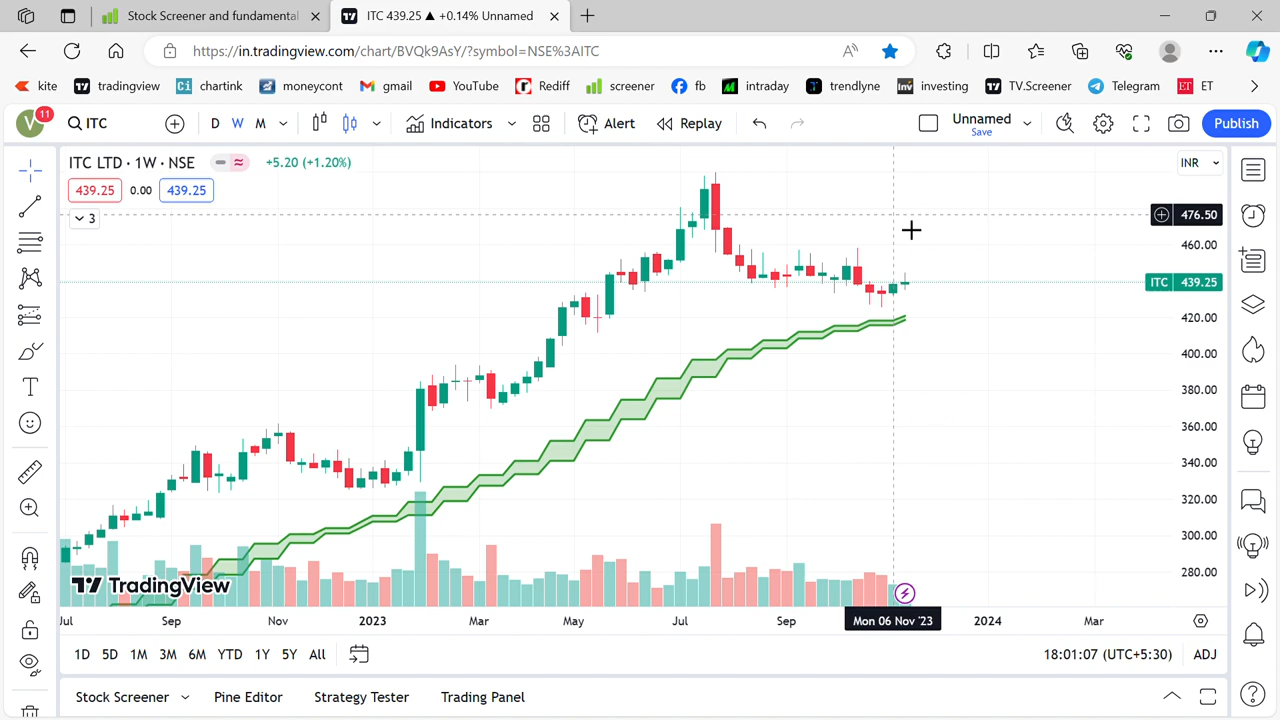 Stock Screener and fundamental
ITC 439.25 ▲ +0.14% Unnamed
https://in.tradingview.com/chart/BVQk9AsY/?symbol=NSE%3AITC
kite tradingview chartink moneycont gmail YouTube Rediff screener fb intraday trendlyne investing TV.Screener Telegram ET
V 11 ITC D W M Indicators Alert Replay Unnamed Save Publish
ITC LTD · 1W · NSE +5.20 (+1.20%) INR
439.25 0.00 439.25
3
476.50
460.00
ITC 439.25
420.00
400.00
380.00
360.00
340.00
320.00
300.00
280.00
TradingView
Jul Sep Nov 2023 Mar May Jul Sep Mon 06 Nov '23 2024 Mar
1D 5D 1M 3M 6M YTD 1Y 5Y All 18:01:07 (UTC+5:30) ADJ
Stock Screener Pine Editor Strategy Tester Trading Panel